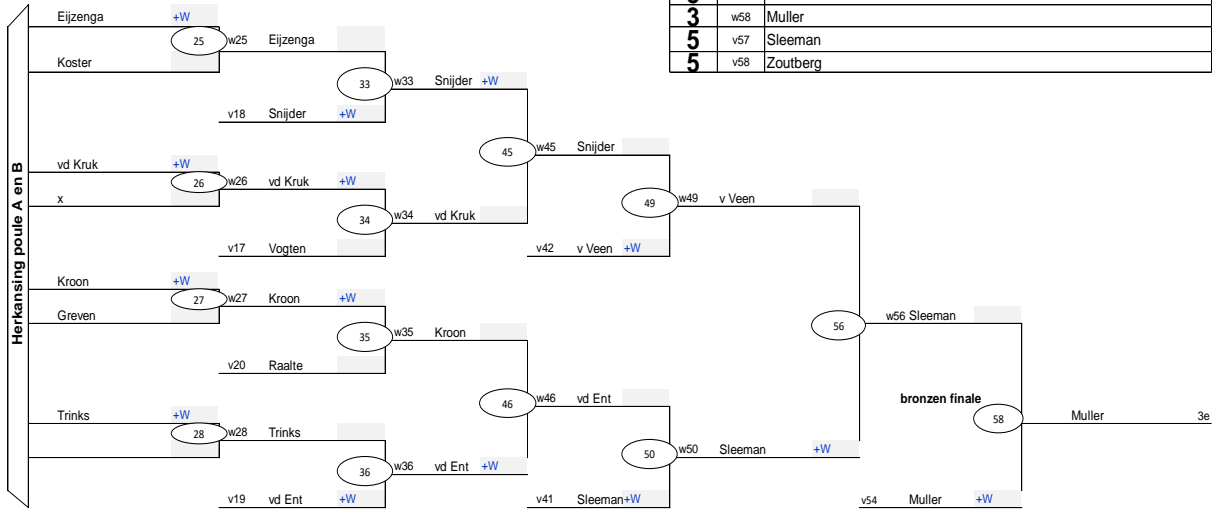 3 w58 Muller
5 v57 Sleeman
5 v58 Zoutberg
Herkansing poule A en B
Eijzenga +W
25 w25 Eijzenga
Koster
33 w33 Snijder +W
v18 Snijder +W
45 w45 Snijder
vd Kruk +W
26 w26 vd Kruk +W
x
34 w34 vd Kruk
49 w49 v Veen
v17 Vogten
v42 v Veen +W
Kroon +W
27 w27 Kroon +W
Greven
56 w56 Sleeman
35 w35 Kroon
v20 Raalte
46 w46 vd Ent
bronzen finale
Trinks +W
58 Muller 3e
28 w28 Trinks
50 w50 Sleeman +W
36 w36 vd Ent +W
v19 vd Ent +W
v41 Sleeman+W
v54 Muller +W